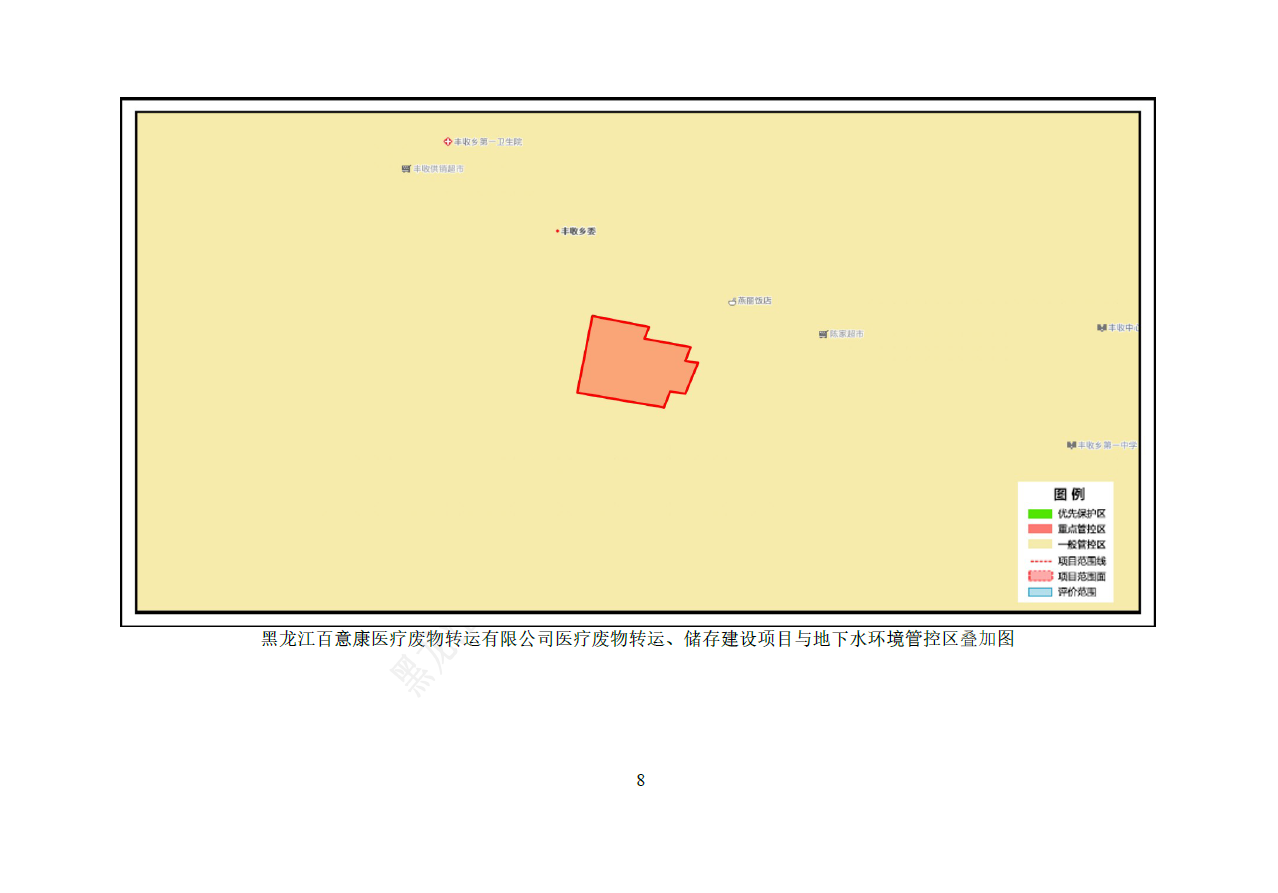 丰收乡第一卫生院
丰收供销超市
丰收乡委
燕丽饭店
陈家超市
丰收中心
丰收乡第一中学
图例
优先保护区
重点管控区
一般管控区
项目范围线
项目范围面
评价范围
黑龙江百意康医疗废物转运有限公司医疗废物转运、储存建设项目与地下水环境管控区叠加图
黑龙
8